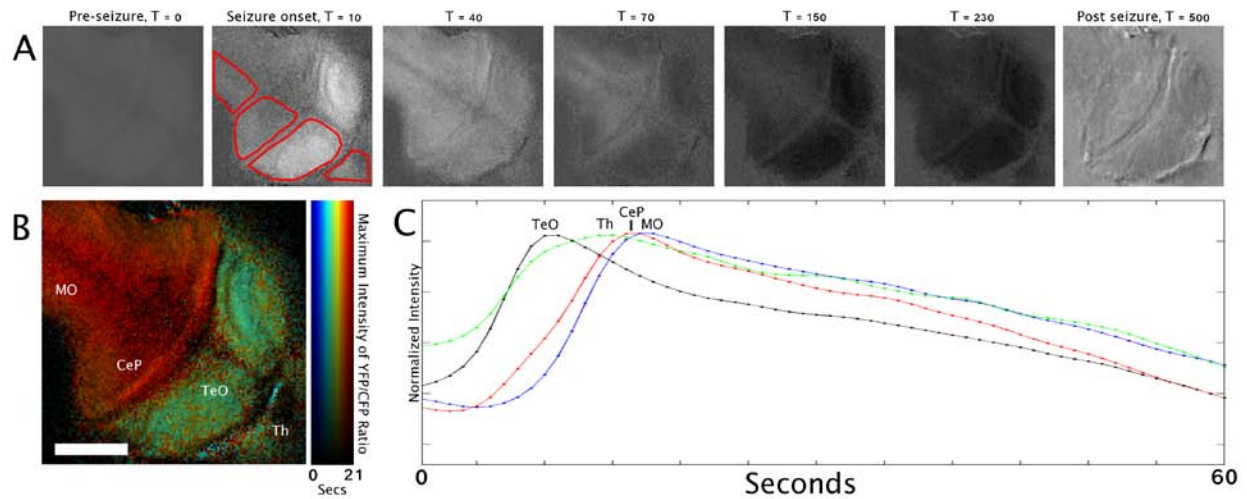 Pre-seizure, T = 0
Seizure onset, T = 10
T = 40
T = 70
T = 150
T = 230
Post seizure, T = 500
A
B
MO
CeP
TeO
Th
Maximum Intensity of YFP/CFP Ratio
0 21
Secs
C
TeO
Th
CeP
MO
Normalized Intensity
0
Seconds
60